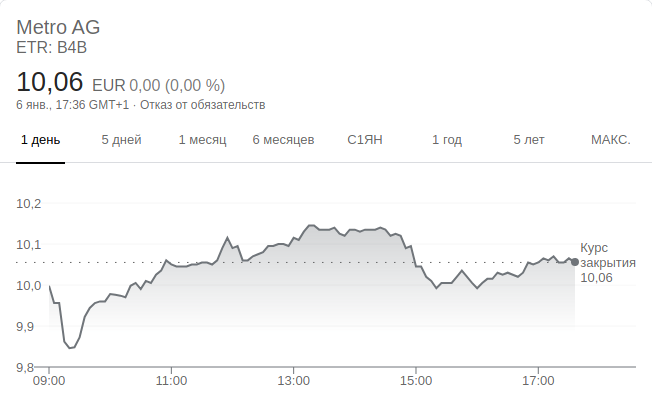 Metro AG
ETR: B4B
10,06 EUR 0,00 (0,00 %)
6 янв., 17:36 GMT+1 · Отказ от обязательств
1 день 5 дней 1 месяц 6 месяцев С1ЯН 1 год 5 лет МАКС.
10,2
10,1
10,0
9,9
9,8
Курс
закрытия
10,06
09:00 11:00 13:00 15:00 17:00